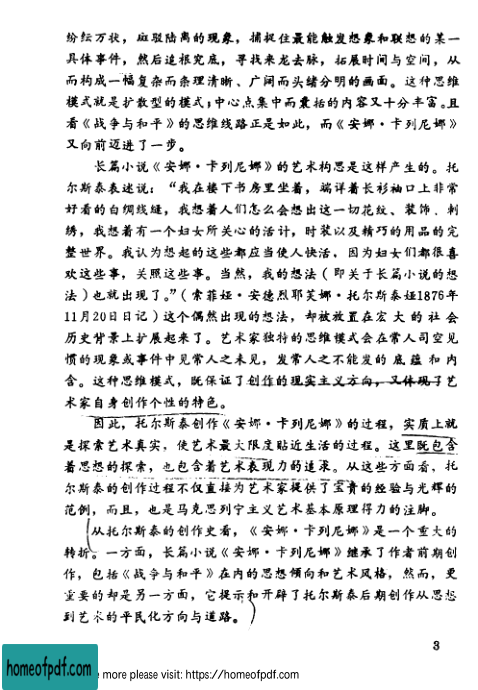 纷纭万状，斑驳陆离的现象，捕捉住最能触发想象和联想的某一
具体事件，然后追根究底，寻找来龙去脉，拓展时间与空间，从
而构成一幅复杂而条理清晰、广阔而头绪分明的画面。这种思维
模式就是扩散型的模式；中心点集中而囊括的内容又十分丰富。且
看《战争与和平》的思维线路正是如此，而《安娜·卡列尼娜》
又向前迈进了一步。
长篇小说《安娜·卡列尼娜》的艺术构思是这样产生的。托
尔斯泰表述说：“我在楼下书房里坐着，端详着长衫袖口上非常
好看的白绸线缝，我想着人们怎么会想出这一切花纹、装饰、刺
绣，我想着有一个妇女所关心的活计，时装以及精巧的用品的完
整世界。我认为想起的这些都应当使人快活，因为妇女们都很喜
欢这些事，关照这些事。当然，我的想法（即关于长篇小说的想
法）也就出现了。”（索菲娅·安德烈耶芙娜·托尔斯泰娅1876年
11月20日日记）这个偶然出现的想法，却被放置在宏大的社会
历史背景上扩展起来了。艺术家独特的思维模式会在常人司空见
惯的现象或事件中见常人之未见，发常人之不能发的底蕴和内
含。这种思维模式，既保证了创作的现实主义方向，又体现了艺
术家自身创作个性的特色。
因此，托尔斯泰创作《安娜·卡列尼娜》的过程，实质上就
是探索艺术真实，使艺术最大限度贴近生活的过程。这里既包含
着思想的探索，也包含着艺术表现力的追求。从这些方面看，托
尔斯泰的创作过程不仅直接为艺术家提供了宝贵的经验与光辉的
范例，而且，也是马克思列宁主义艺术基本原理得力的注脚。
从托尔斯泰的创作史看，《安娜·卡列尼娜》是一个重大的
转折。一方面，长篇小说《安娜·卡列尼娜》继承了作者前期创
作，包括《战争与和平》在内的思想倾向和艺术风格，然而，更
重要的却是另一方面，它提示和开辟了托尔斯泰后期创作从思想
到艺术的平民化方向与道路。
3
homeofpdf.com
e more please visit: https://homeofpdf.com